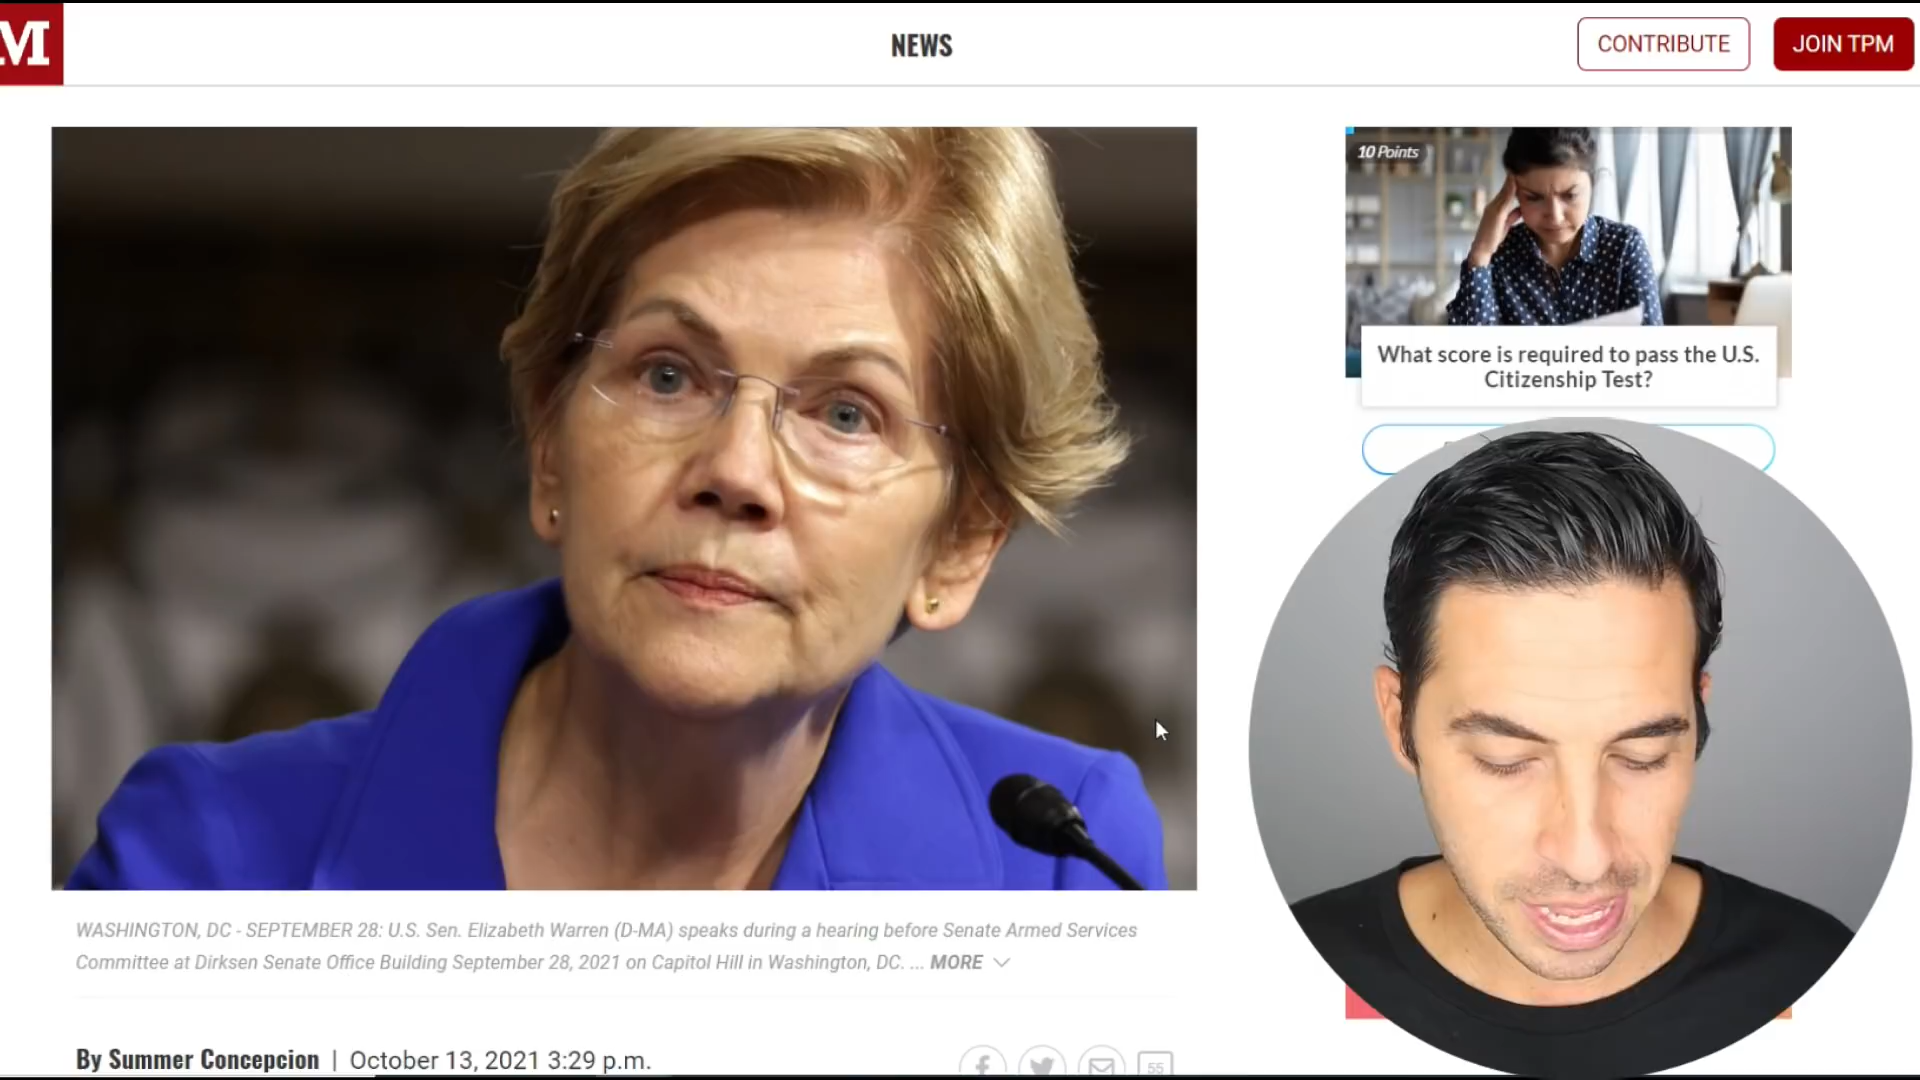 M
NEWS
CONTRIBUTE
JOIN TPM
10 Points
What score is required to pass the U.S.
Citizenship Test?
WASHINGTON, DC - SEPTEMBER 28: U.S. Sen. Elizabeth Warren (D-MA) speaks during a hearing before Senate Armed Services
Committee at Dirksen Senate Office Building September 28, 2021 on Capitol Hill in Washington, DC. ... MORE
By Summer Concepcion | October 13, 2021 3:29 p.m.
55